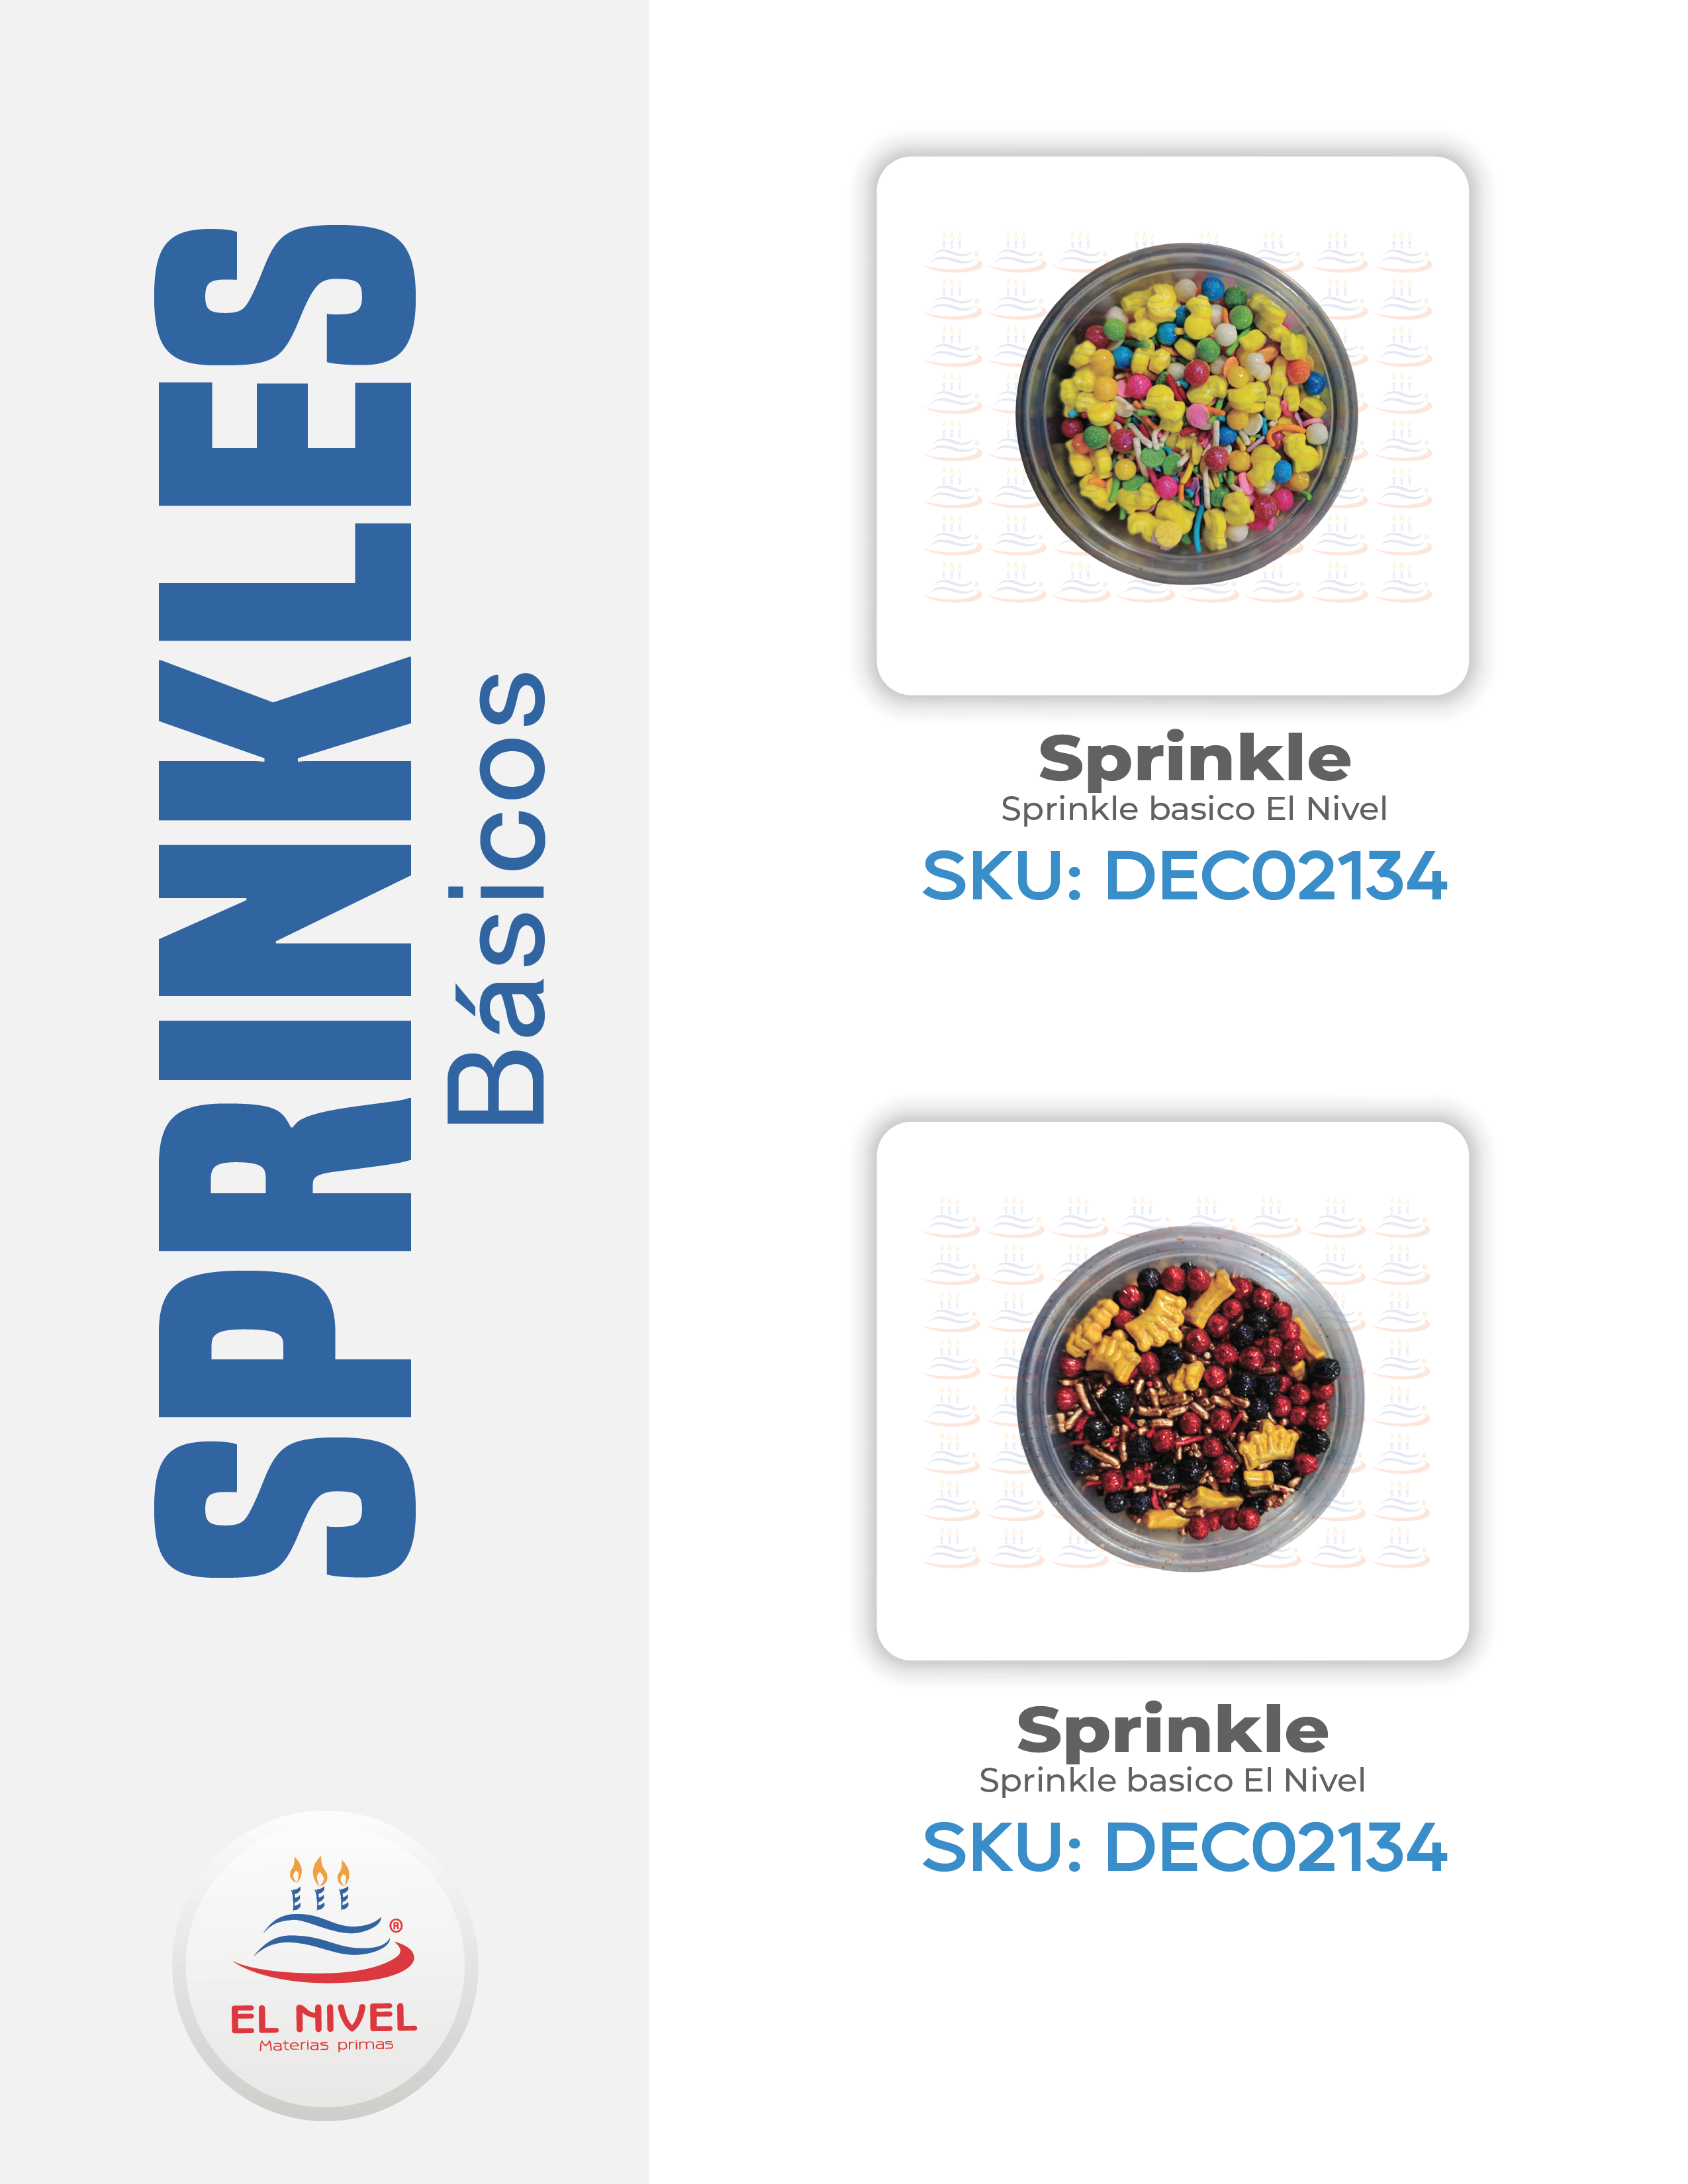 SPRINKLES
Básicos
Sprinkle
Sprinkle basico El Nivel
SKU: DEC02134
Sprinkle
Sprinkle basico El Nivel
SKU: DEC02134
®
EL NIVEL
Materias primas